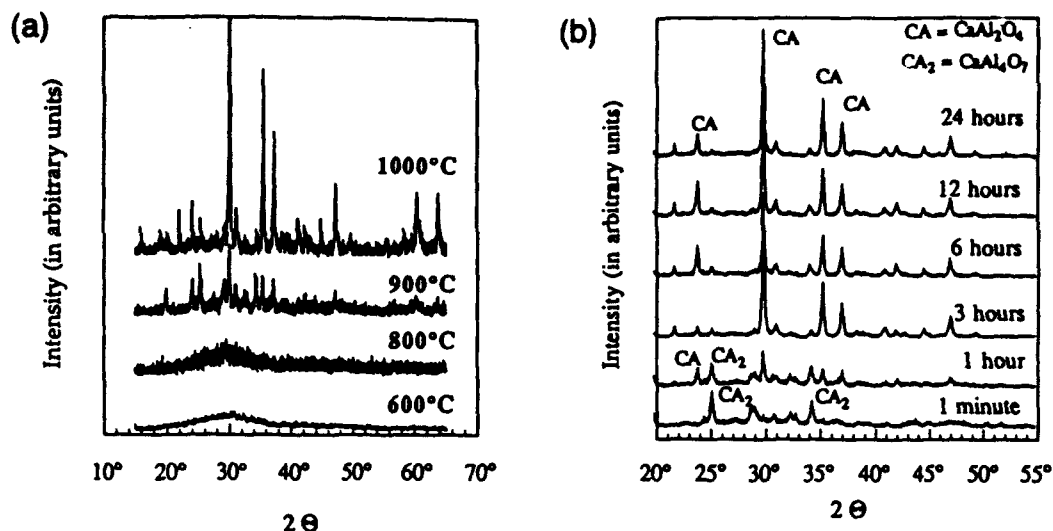 (a)
Intensity (in arbitrary units)
1000°C
900°C
800°C
600°C
10° 20° 30° 40° 50° 60° 70°
2 Θ
(b)
Intensity (in arbitrary units)
CA = CaAl₂O₄
CA₂ = CaAl₄O₇
CA
CA
CA
CA
24 hours
12 hours
6 hours
3 hours
CA CA₂
1 hour
CA₂ CA₂
1 minute
20° 25° 30° 35° 40° 45° 50° 55°
2 Θ